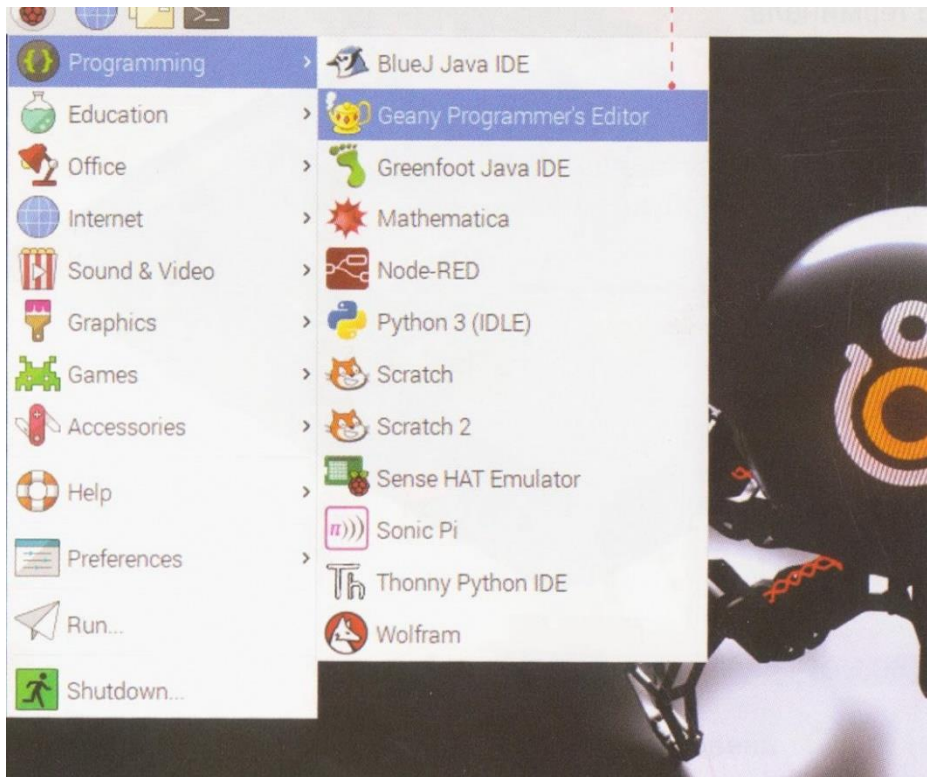 Programming
Education
Office
Internet
Sound & Video
Graphics
Games
Accessories
Help
Preferences
Run...
Shutdown...
BlueJ Java IDE
Geany Programmer's Editor
Greenfoot Java IDE
Mathematica
Node-RED
Python 3 (IDLE)
Scratch
Scratch 2
Sense HAT Emulator
π)))
Sonic Pi
Th
Thonny Python IDE
Wolfram